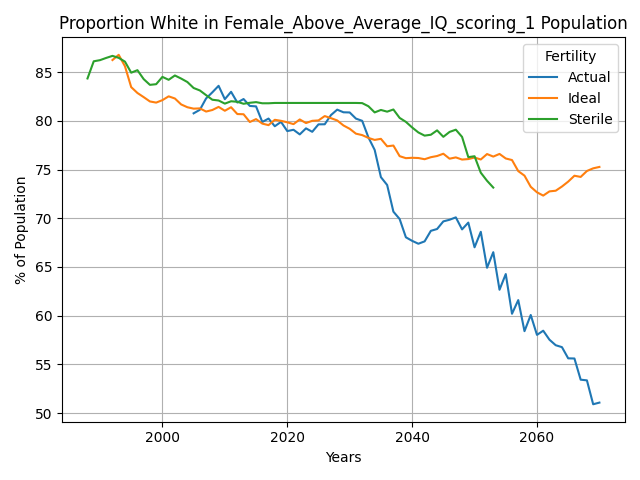 Proportion White in Female_Above_Average_IQ_scoring_1 Population
Fertility
Actual
Ideal
Sterile
% of Population
85
80
75
70
65
60
55
50
2000
2020
2040
2060
Years